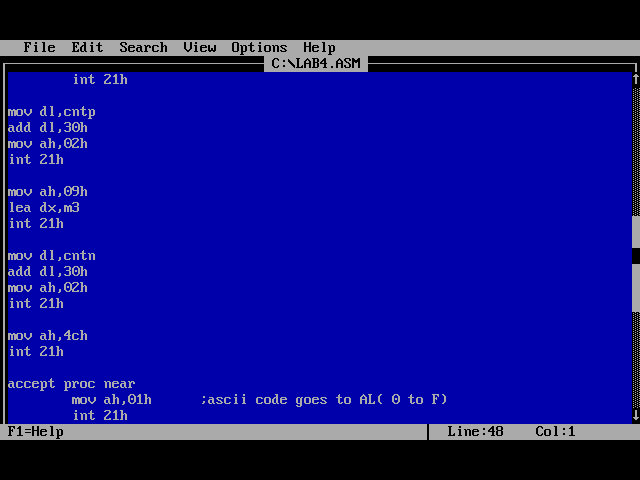 File Edit Search View Options Help
C:\LAB4.ASM
int 21h
mov dl,cntp
add dl,30h
mov ah,02h
int 21h
mov ah,09h
lea dx,m3
int 21h
mov dl,cntn
add dl,30h
mov ah,02h
int 21h
mov ah,4ch
int 21h
accept proc near
mov ah,01h ;ascii code goes to AL( 0 to F)
int 21h
F1=Help Line:48 Col:1